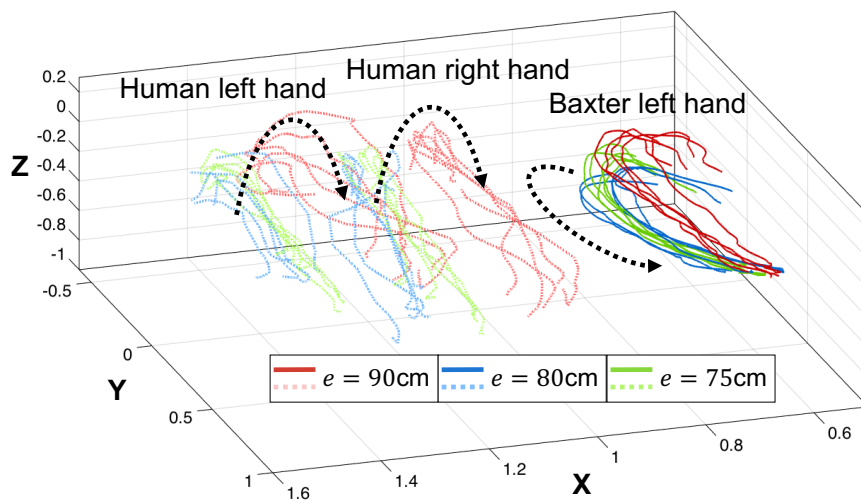 Human left hand
Human right hand
Baxter left hand
Z
0.2
0
-0.2
-0.4
-0.6
-0.8
-1
-0.5
0
0.5
1
Y
1.6
1.4
1.2
1
0.8
0.6
X
e = 90cm
e = 80cm
e = 75cm